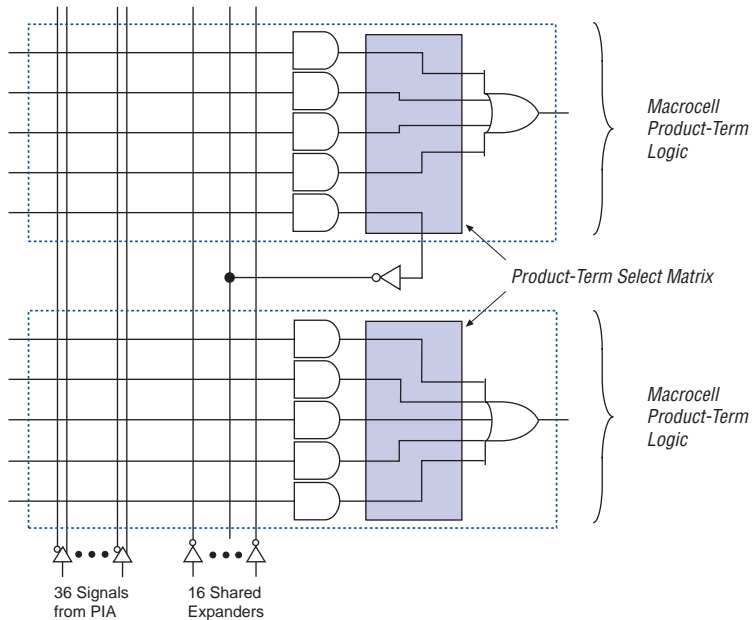 Macrocell
Product-Term
Logic
Product-Term Select Matrix
Macrocell
Product-Term
Logic
36 Signals
from PIA
16 Shared
Expanders